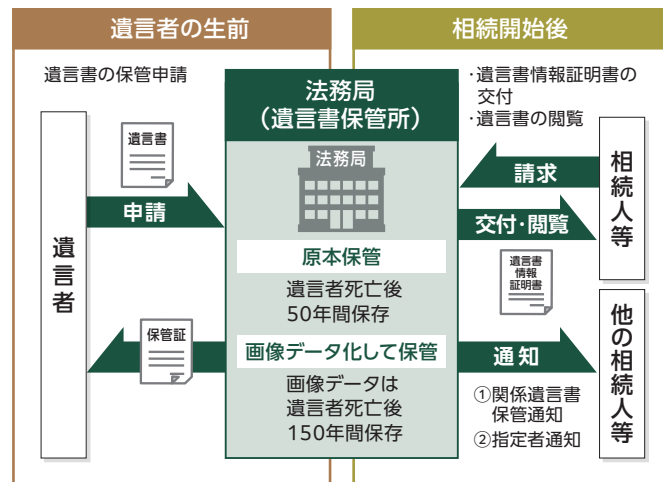 遺言者の生前
遺言書の保管申請
遺言者
遺言書
申請
保管証
法務局
（遺言書保管所）
法務局
原本保管
遺言者死亡後
50年間保存
画像データ化して保管
画像データは
遺言者死亡後
150年間保存
相続開始後
・遺言書情報証明書の
交付
・遺言書の閲覧
請求
相続人等
交付・閲覧
遺言書
情報
証明書
通知
他の相続人等
①関係遺言書
保管通知
②指定者通知